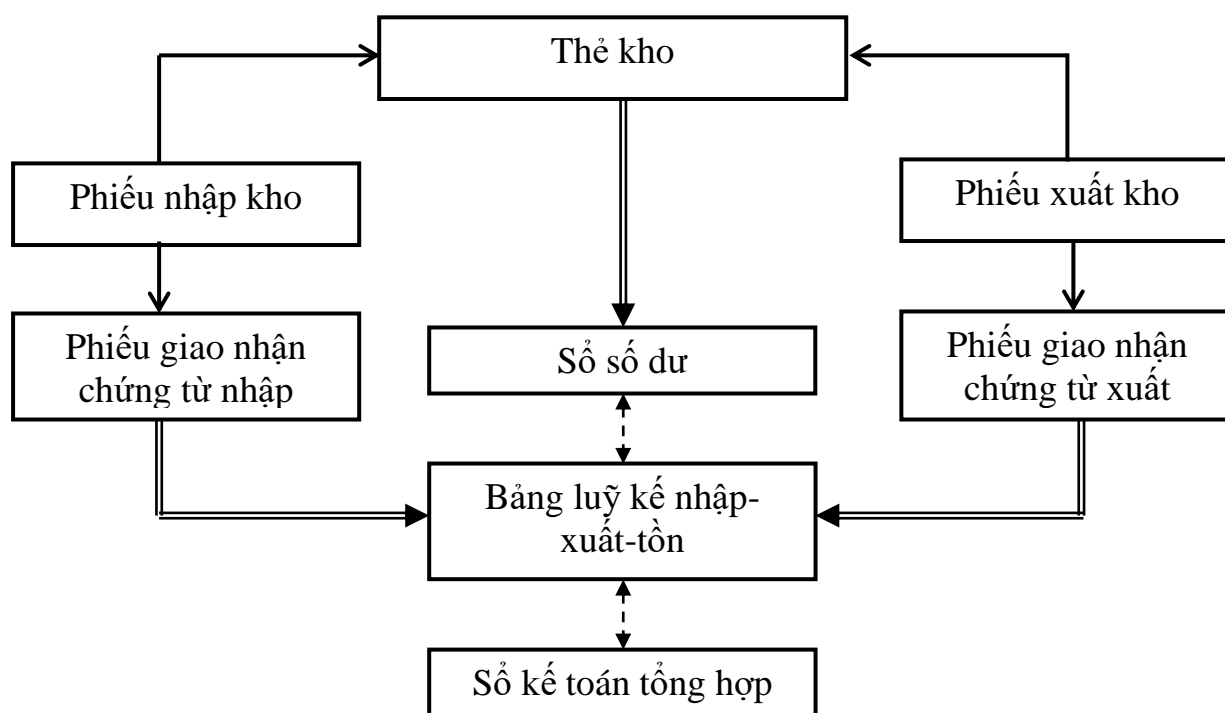 Thẻ kho
Phiếu nhập kho
Phiếu xuất kho
Phiếu giao nhận
chứng từ nhập
Sổ số dư
Phiếu giao nhận
chứng từ xuất
Bảng luỹ kế nhập-
xuất-tồn
Sổ kế toán tổng hợp